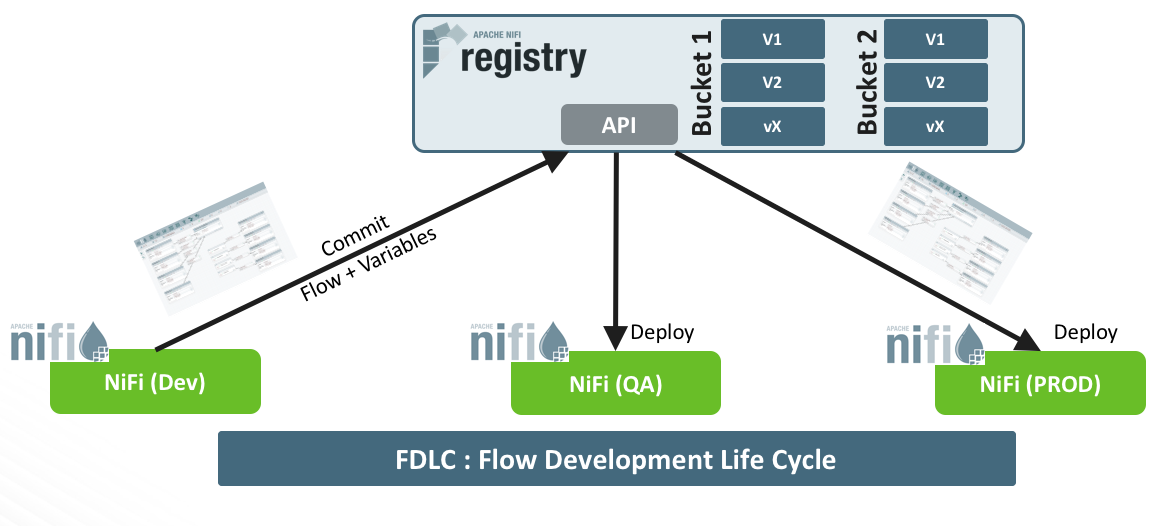 APACHE NIFI
registry
API
Bucket 1
V1
V2
vX
Bucket 2
V1
V2
vX
Commit
Flow + Variables
APACHE
nifi
NiFi (Dev)
APACHE
nifi
Deploy
NiFi (QA)
APACHE
nifi
Deploy
NiFi (PROD)
FDLC : Flow Development Life Cycle